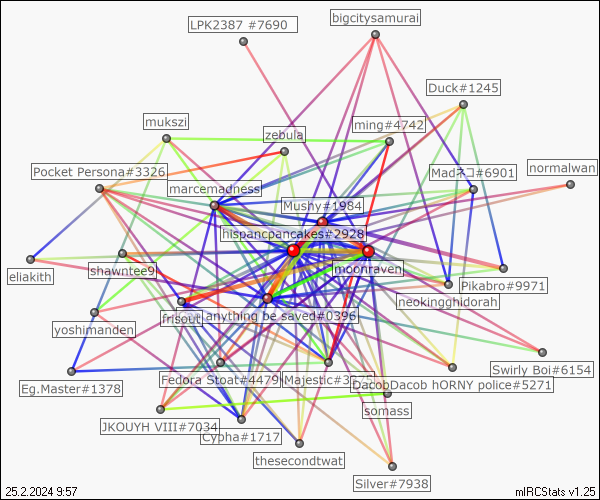 bigcitysamurai
LPK2387 #7690
Duck#1245
mukszi
ming#4742
zebula
Pocket Persona#3326
Madネコ#6901
normalwan
marcemadness
Mushy#1984
hispancpancakes#2928
eliakith
shawntee9
moonraven
Pikabro#9971
neokinghidorah
frisout
anything be saved#0396
yoshimanden
Swirly Boi#6154
Eg.Master#1378
Fedora Stoat#4479
Majestic#3
DacobDacob hORNY police#5271
somass
JKOUYH VIII#7034
Cypha#1717
thesecondtwat
Silver#7938
25.2.2024 9:57
mIRCStats v1.25